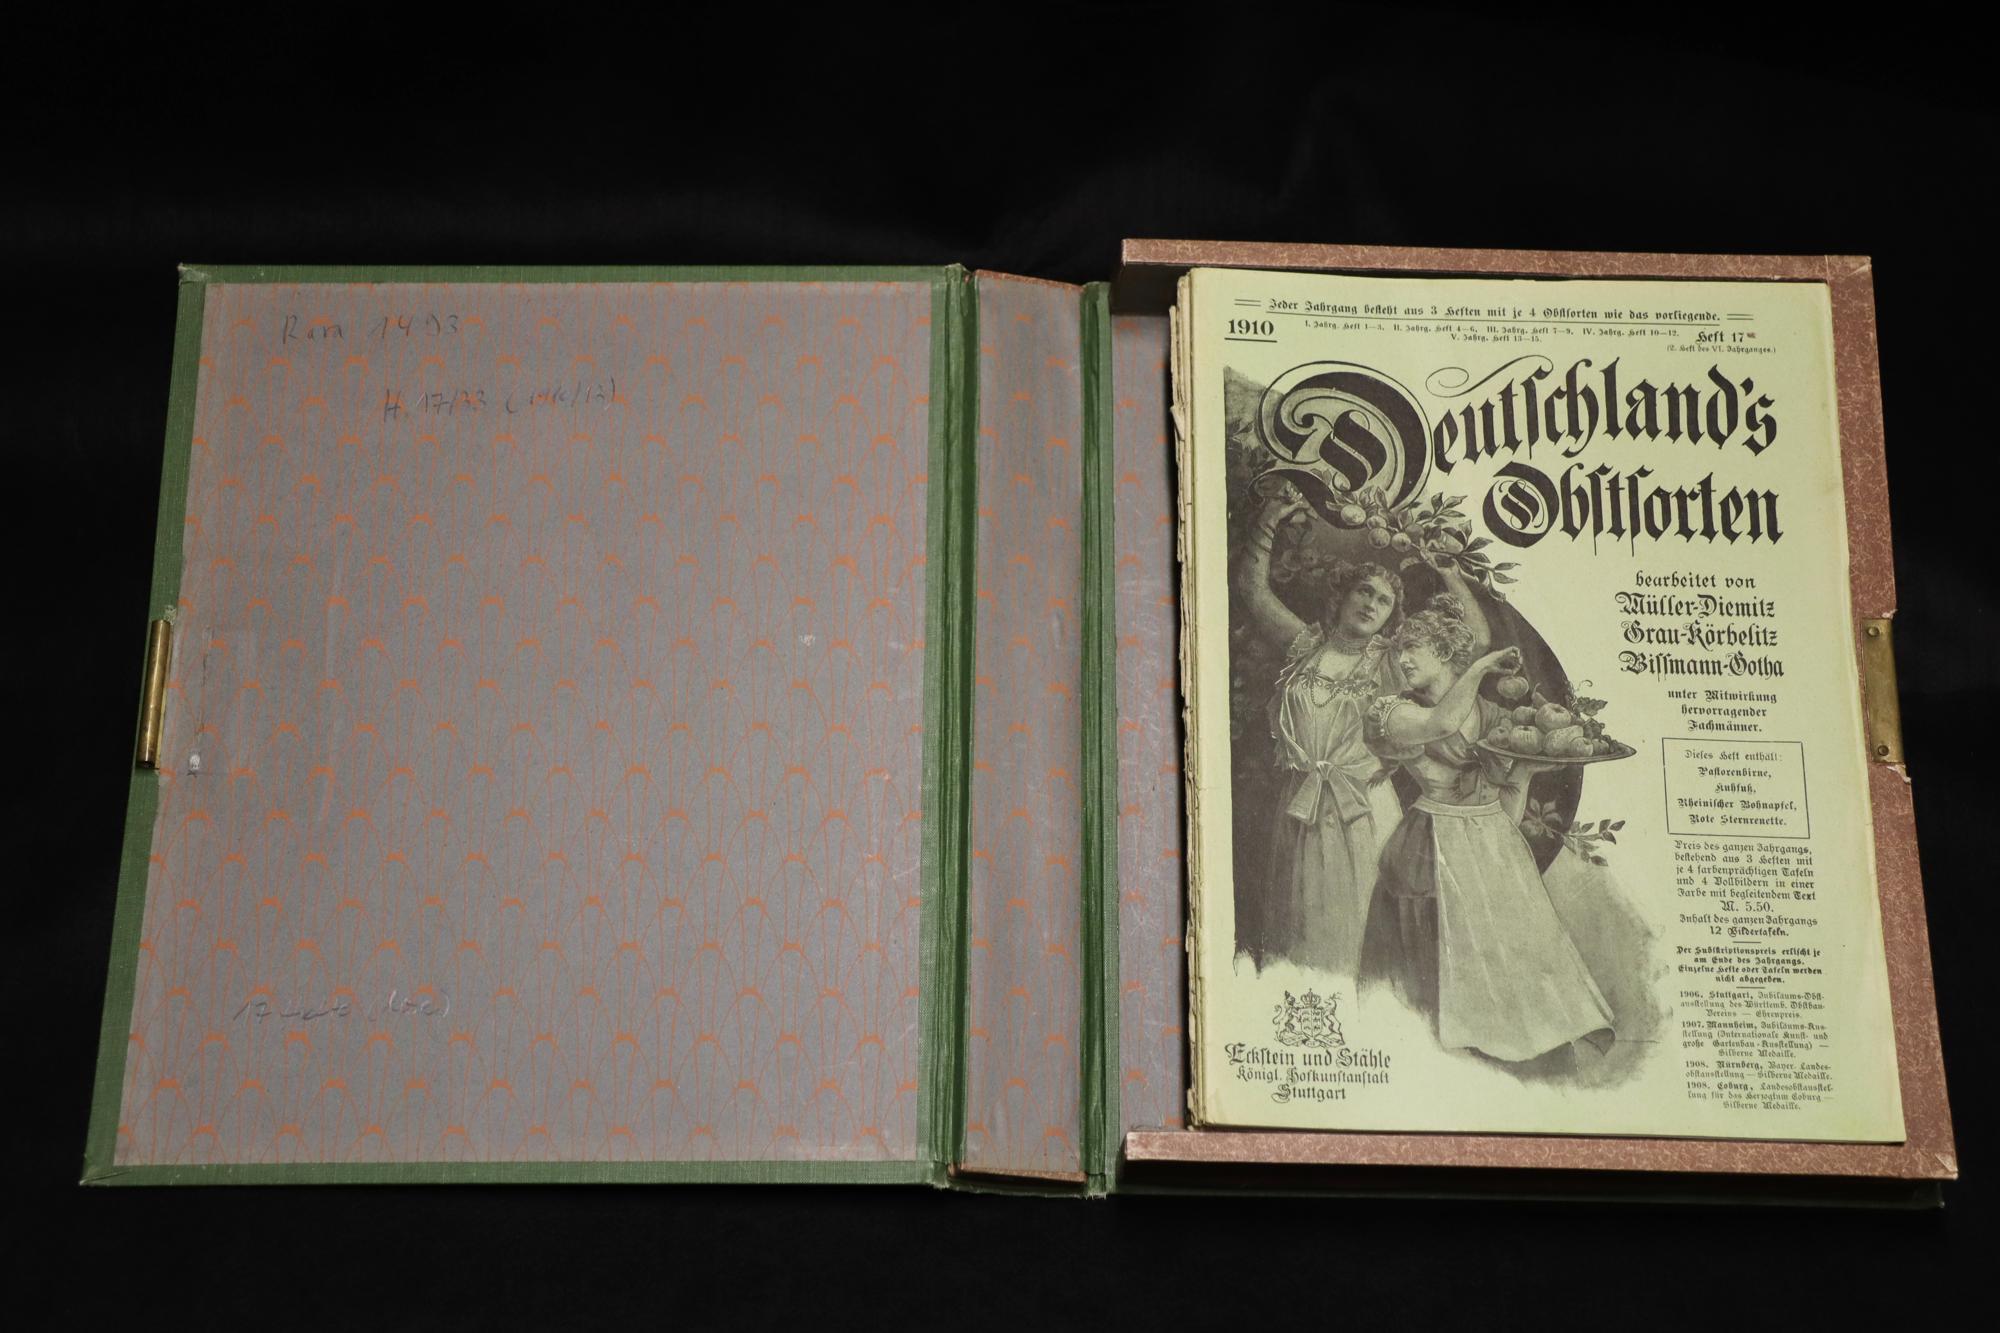 Rara 1493
H. 17/33
Jeder Jahrgang besteht aus 3 Heften mit je 4 Obstsorten wie das vorliegende.
1910
I. Jahrg. Heft 1–3. II. Jahrg. Heft 4–6. III. Jahrg. Heft 7–9. IV. Jahrg. Heft 10–12.
V. Jahrg. Heft 13–15.
Heft 17
(2. Heft des VI. Jahrganges.)
Deutschland's
Obstsorten
bearbeitet von
Müller-Diemitz
Grau-Körbelitz
Bissmann-Gotha
unter Mitwirkung
hervorragender
Fachmänner.
Dieses Heft enthält:
Pastorenbirne,
Kuhfuß,
Rheinischer Bohnapfel,
Rote Sternrenette.
Preis des ganzen Jahrgangs,
bestehend aus 3 Heften mit
je 4 farbenprächtigen Tafeln
und 4 Vollbildern in einer
Farbe mit begleitendem Text
M. 5.50.
Inhalt des ganzen Jahrgangs
12 Bildertafeln.
Der Subskriptionspreis erlischt je
am Ende des Jahrgangs.
Einzelne Hefte oder Tafeln werden
nicht abgegeben.
1906. Stuttgart, Jubiläums-Obst-
ausstellung des Württemb. Obstbau-
Vereins — Ehrenpreis.
1907. Mannheim, Jubiläums-Aus-
stellung (Internationale Kunst- und
große Gartenbau-Ausstellung) —
Silberne Medaille.
1908. Nürnberg, Bayer. Landes-
obstausstellung — Silberne Medaille.
1908. Coburg, Landesobstausstel-
lung für das Herzogtum Coburg —
Silberne Medaille.
Eckstein und Stähle
Königl. Hofkunstanstalt
Stuttgart